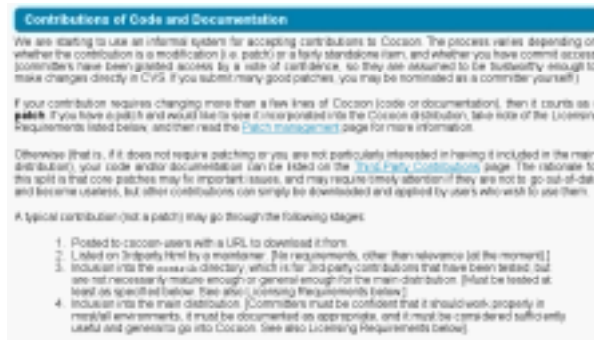 Contributions of Code and Documentation
We are starting to use an informal system for accepting contributions to Cocoon. The process varies depending on
whether the contribution is a modification (i.e. patch) or a fairly standalone item, and whether you have commit access
(committers have been granted access by a vote of confidence, so they are assumed to be trustworthy enough to
make changes directly in CVS. If you submit many good patches, you may be nominated as a committer yourself!)
If your contribution requires changing more than a few lines of Cocoon (code or documentation), then it counts as
patch. If you have a patch and would like to see it incorporated into the Cocoon distribution, take note of the Licensing
Requirements listed below, and then read the Patch management page for more information.
Otherwise (that is, if it does not require patching or you are not particularly interested in having it included in the main
distribution), your code and/or documentation can be listed on the Third Party Contributions page. The rationale fo
this split is that core patches may fix important issues, and may require timely attention if they are not to go out-of-date
and become useless, but other contributions can simply be downloaded and applied by users who wish to use them.
A typical contribution (not a patch) may go through the following stages:
1. Posted to cocoon-users with a URL to download it from.
2. Listed on 3rdparty.html by a maintainer. [No requirements, other than relevance (at the moment).]
3. Inclusion into the directory, which is for 3rd party contributions that have been tested, but
are not necessarily mature enough or general enough for the main distribution. [Must be tested at
least as specified below. See also Licensing Requirements below.]
4. Inclusion into the main distribution. [Committers must be confident that it should work properly in
most/all environments, it must be documented as appropriate, and it must be considered sufficiently
useful and general to go into Cocoon. See also Licensing Requirements below].